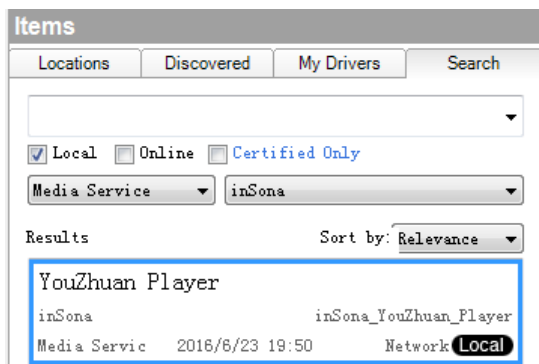 Items
Locations Discovered My Drivers Search
Local Online Certified Only
Media Service inSona
Results Sort by: Relevance
YouZhuan Player
inSona inSona_YouZhuan_Player
Media Servic 2016/6/23 19:50 Network Local